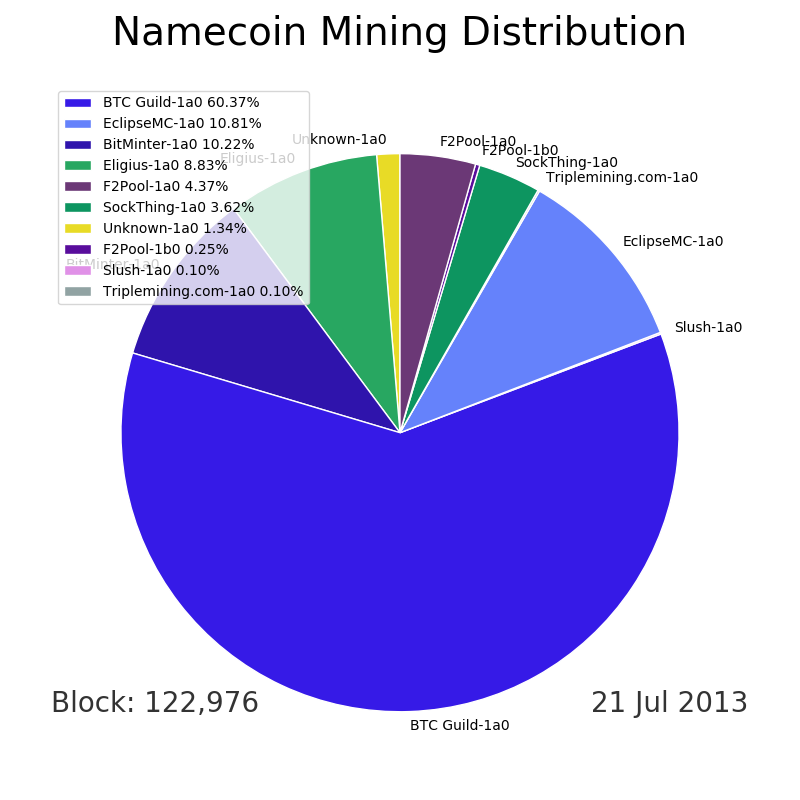 Namecoin Mining Distribution
BTC Guild-1a0 60.37%
EclipseMC-1a0 10.81%
BitMinter-1a0 10.22%
Eligius-1a0 8.83%
F2Pool-1a0 4.37%
SockThing-1a0 3.62%
Unknown-1a0 1.34%
F2Pool-1b0 0.25%
Slush-1a0 0.10%
Triplemining.com-1a0 0.10%
Unknown-1a0
Eligius-1a0
BitMinter-1a0
F2Pool-1a0
F2Pool-1b0
SockThing-1a0
Triplemining.com-1a0
EclipseMC-1a0
Slush-1a0
BTC Guild-1a0
Block: 122,976
21 Jul 2013